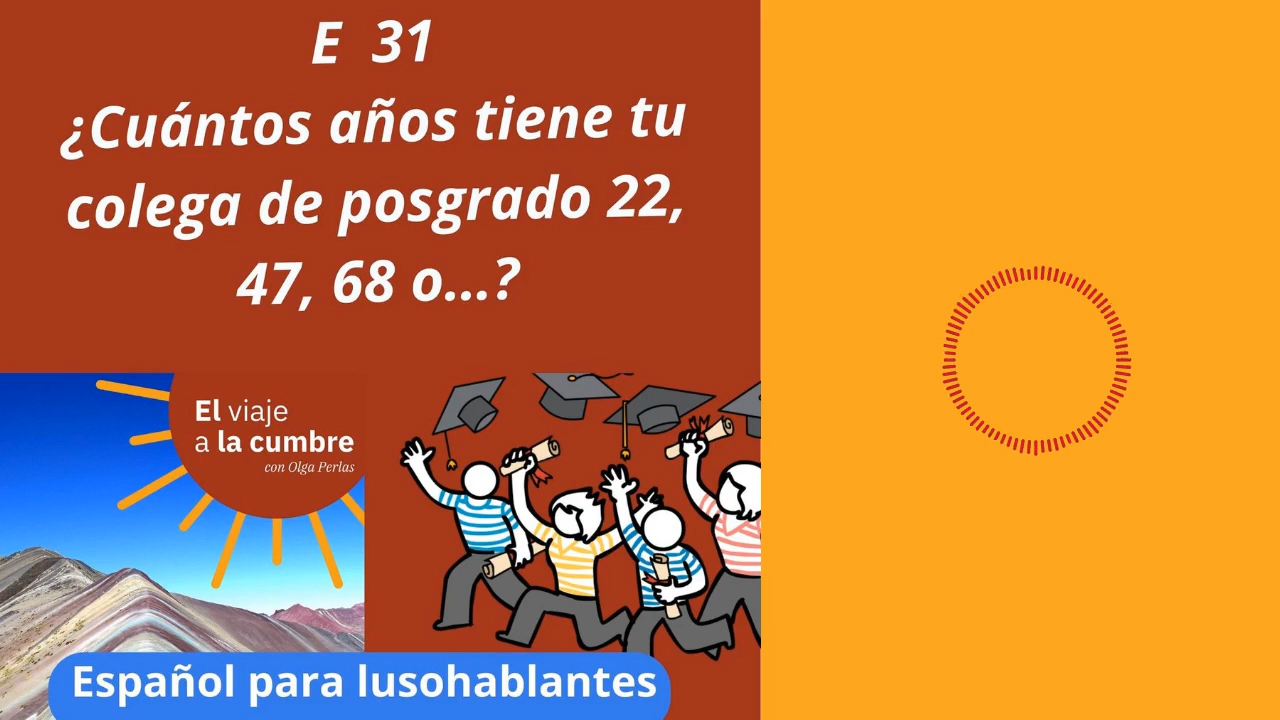 E 31
¿Cuántos años tiene tu
colega de posgrado 22,
47, 68 o...?
El viaje
a la cumbre
con Olga Perlas
Español para lusohablantes